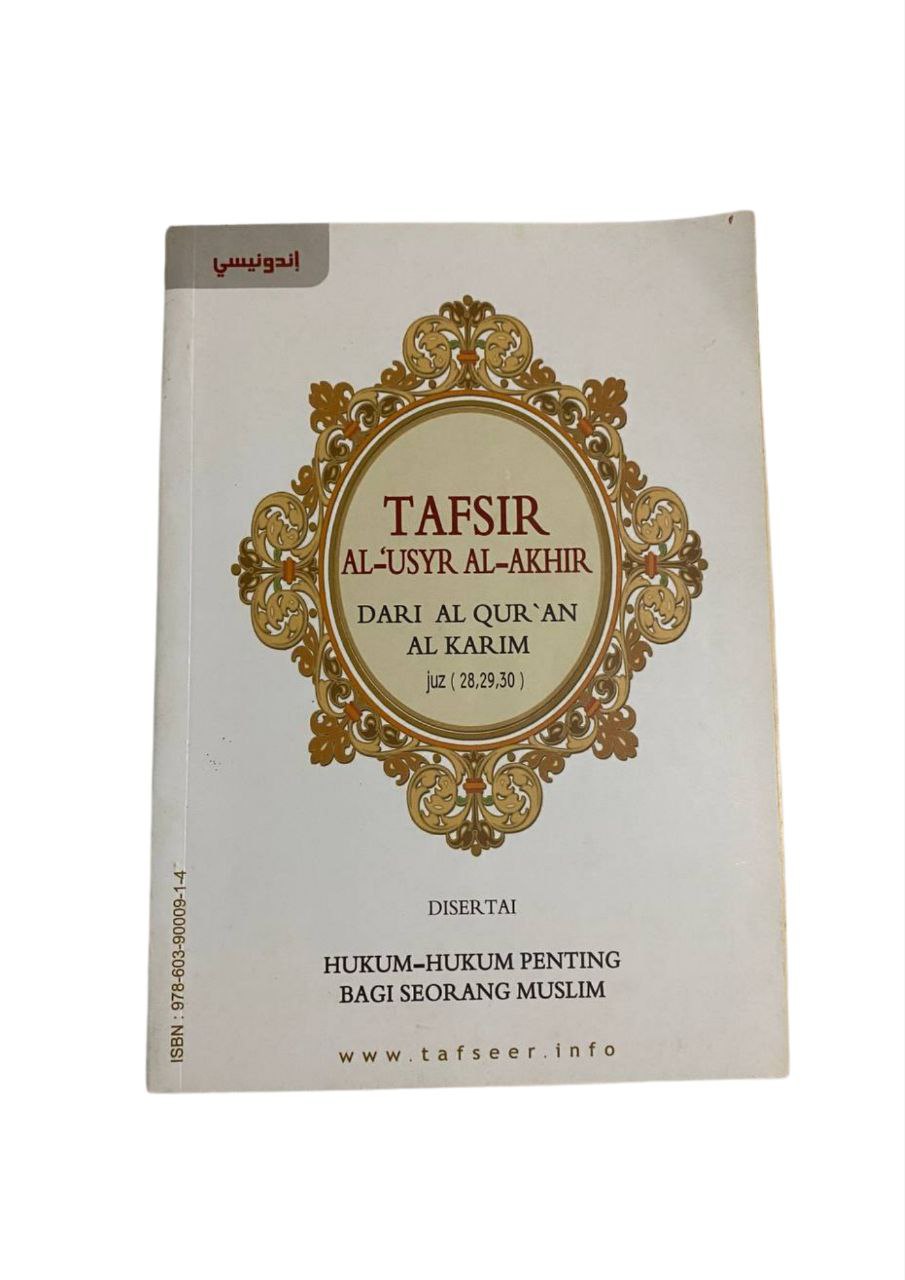 إندونيسي
TAFSIR
AL-‘USYR AL-AKHIR
DARI AL QUR`AN
AL KARIM
juz ( 28,29,30 )
DISERTAI
HUKUM-HUKUM PENTING
BAGI SEORANG MUSLIM
www.tafseer.info
ISBN : 978-603-90009-1-4